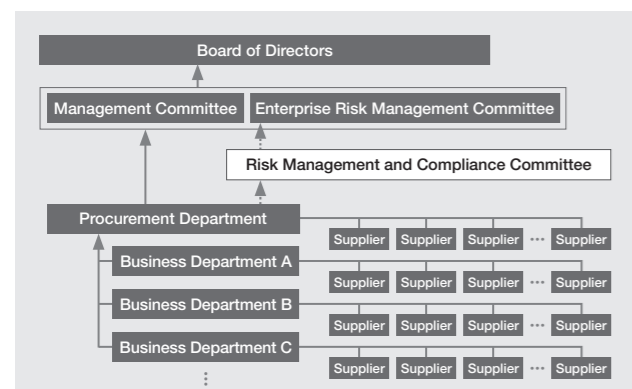 Board of Directors
Management Committee Enterprise Risk Management Committee
Risk Management and Compliance Committee
Procurement Department
Supplier Supplier Supplier ··· Supplier
Business Department A
Supplier Supplier Supplier ··· Supplier
Business Department B
Supplier Supplier Supplier ··· Supplier
Business Department C
Supplier Supplier Supplier ··· Supplier